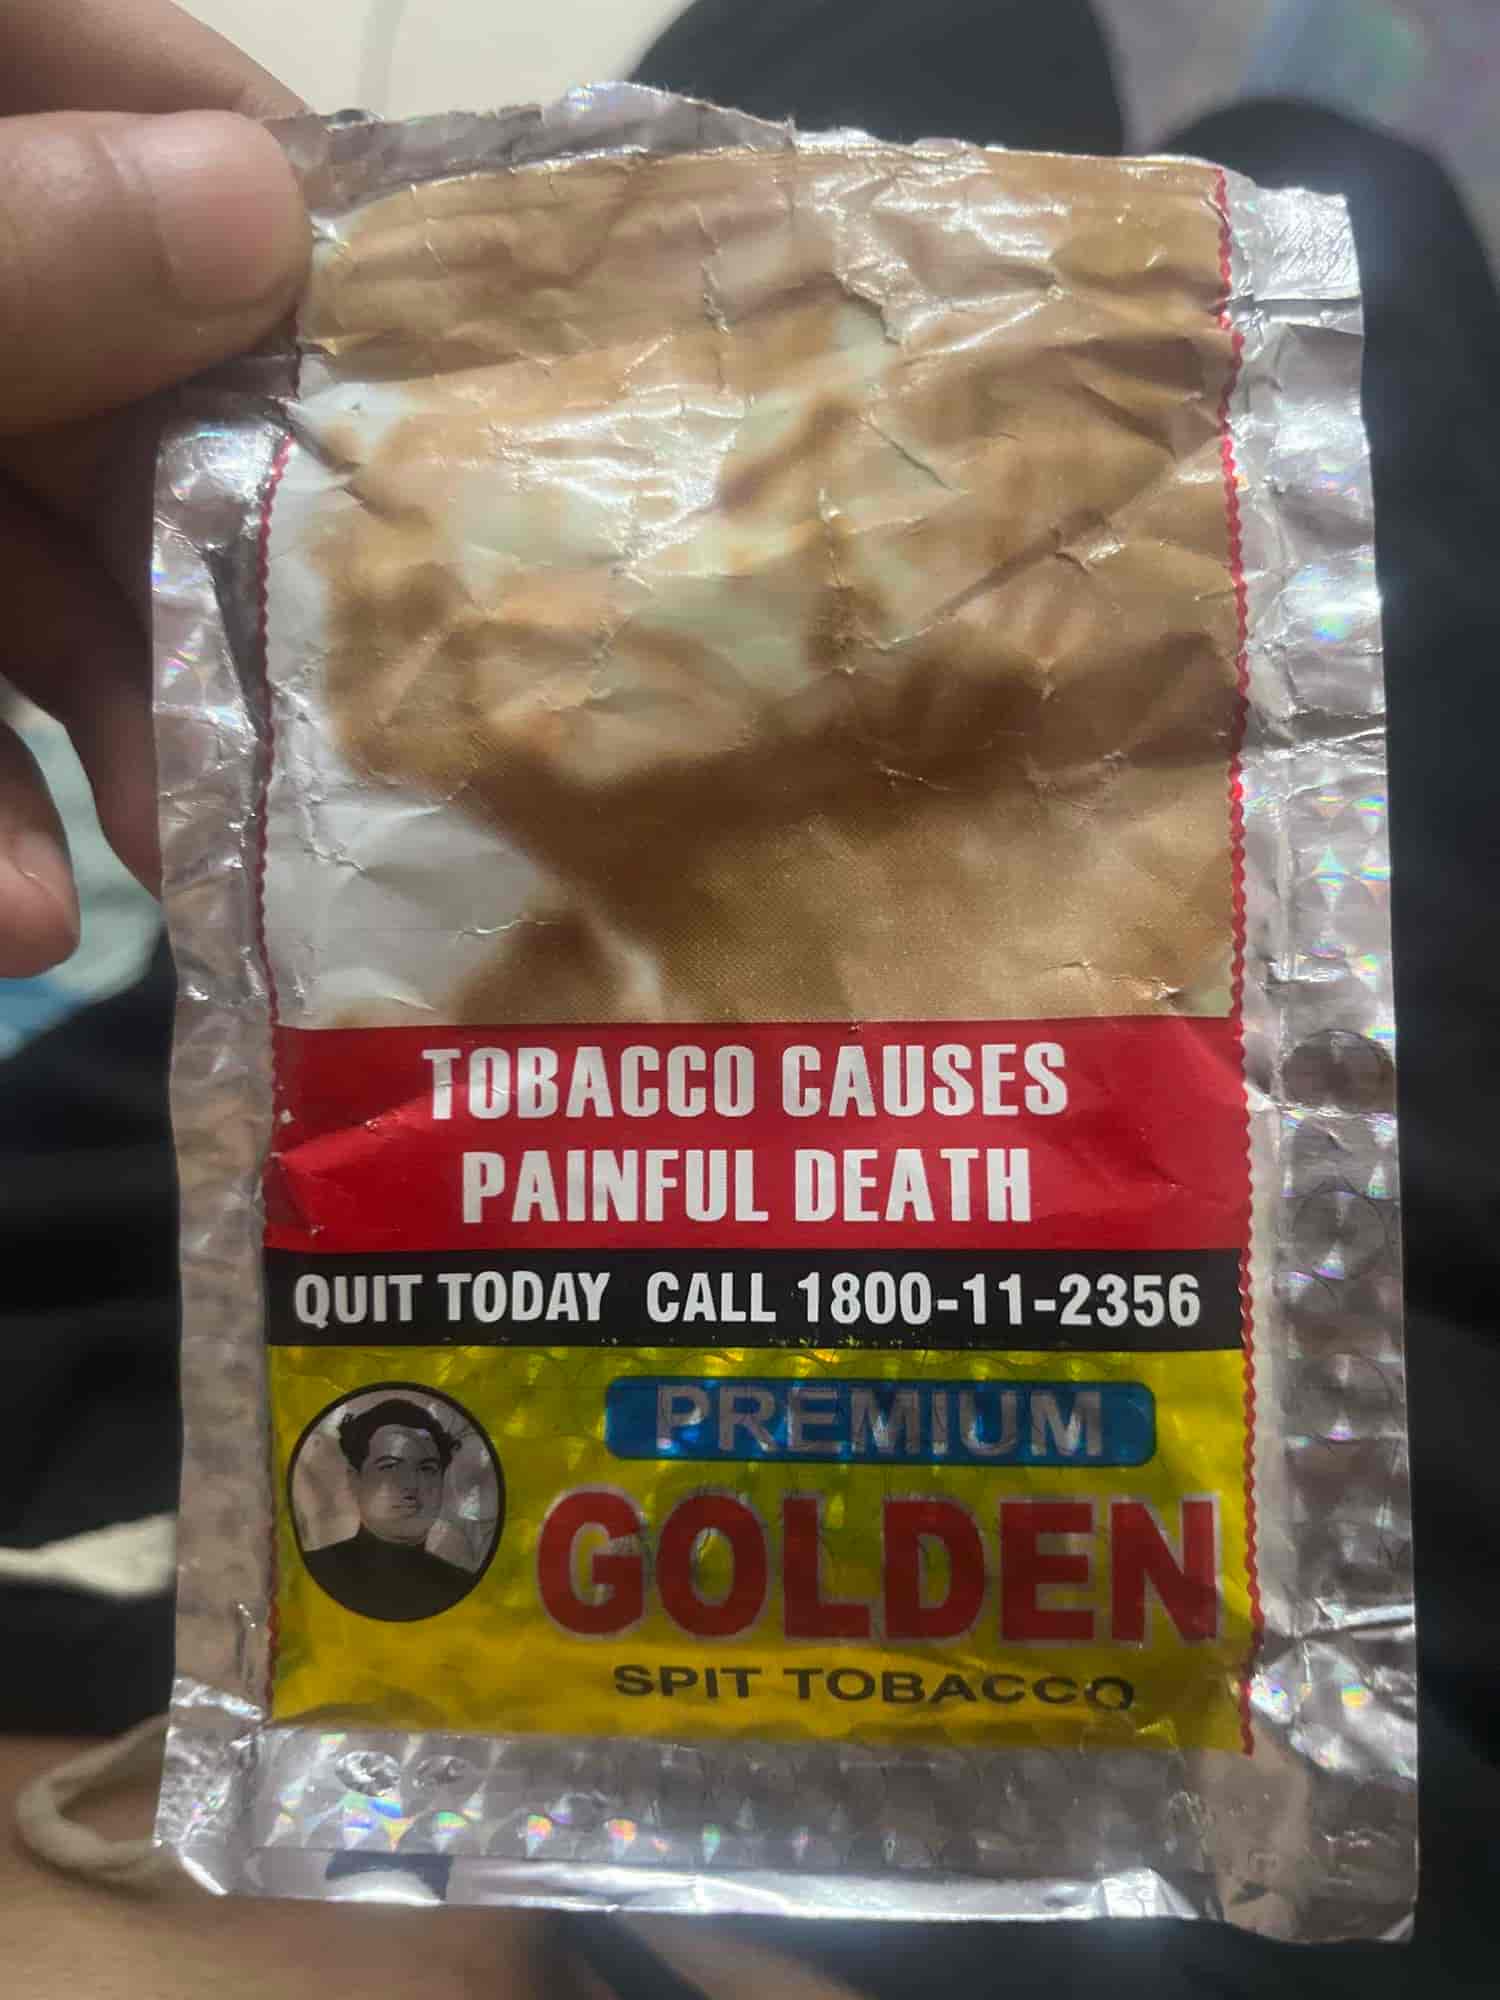 TOBACCO CAUSES
PAINFUL DEATH
QUIT TODAY CALL 1800-11-2356
PREMIUM
GOLDEN
SPIT TOBACCO